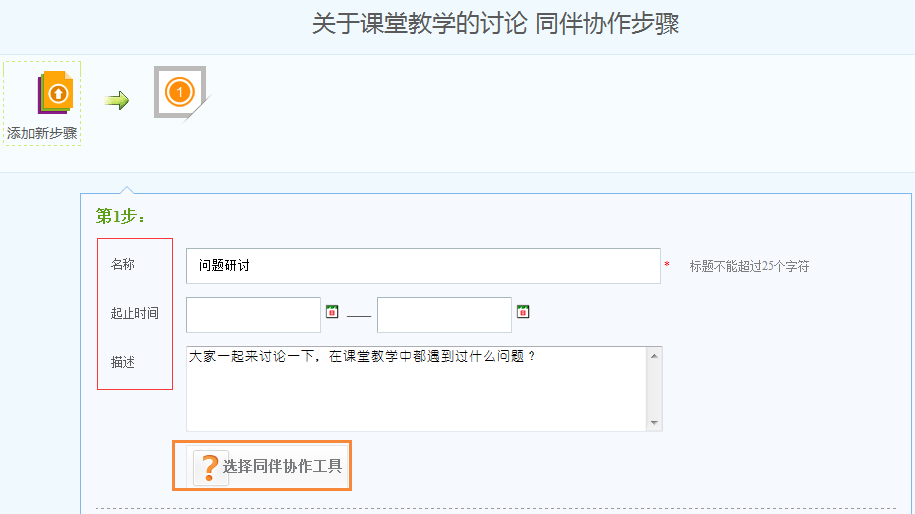 关于课堂教学的讨论 同伴协作步骤
1
添加新步骤
第1步：
名称
问题研讨
* 标题不能超过25个字符
起止时间
——
描述
大家一起来讨论一下，在课堂教学中都遇到过什么问题？
?选择同伴协作工具